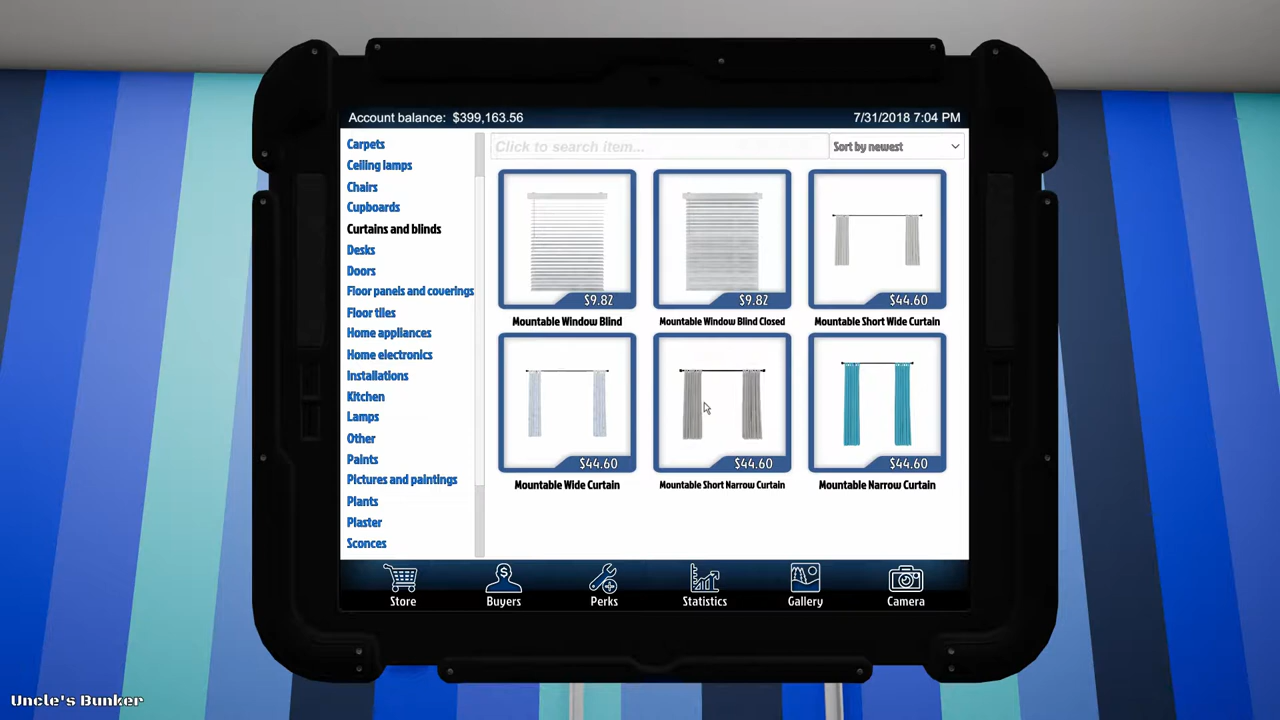 Account balance: $399,163.56
7/31/2018 7:04 PM
Carpets
Ceiling lamps
Chairs
Cupboards
Curtains and blinds
Desks
Doors
Floor panels and coverings
Floor tiles
Home appliances
Home electronics
Installations
Kitchen
Lamps
Other
Paints
Pictures and paintings
Plants
Plaster
Sconces
Click to search item...
Sort by newest
$9.82
$9.82
$44.60
Mountable Window Blind
Mountable Window Blind Closed
Mountable Short Wide Curtain
$44.60
$44.60
$44.60
Mountable Wide Curtain
Mountable Short Narrow Curtain
Mountable Narrow Curtain
Store
Buyers
Perks
Statistics
Gallery
Camera
Uncle's Bunker